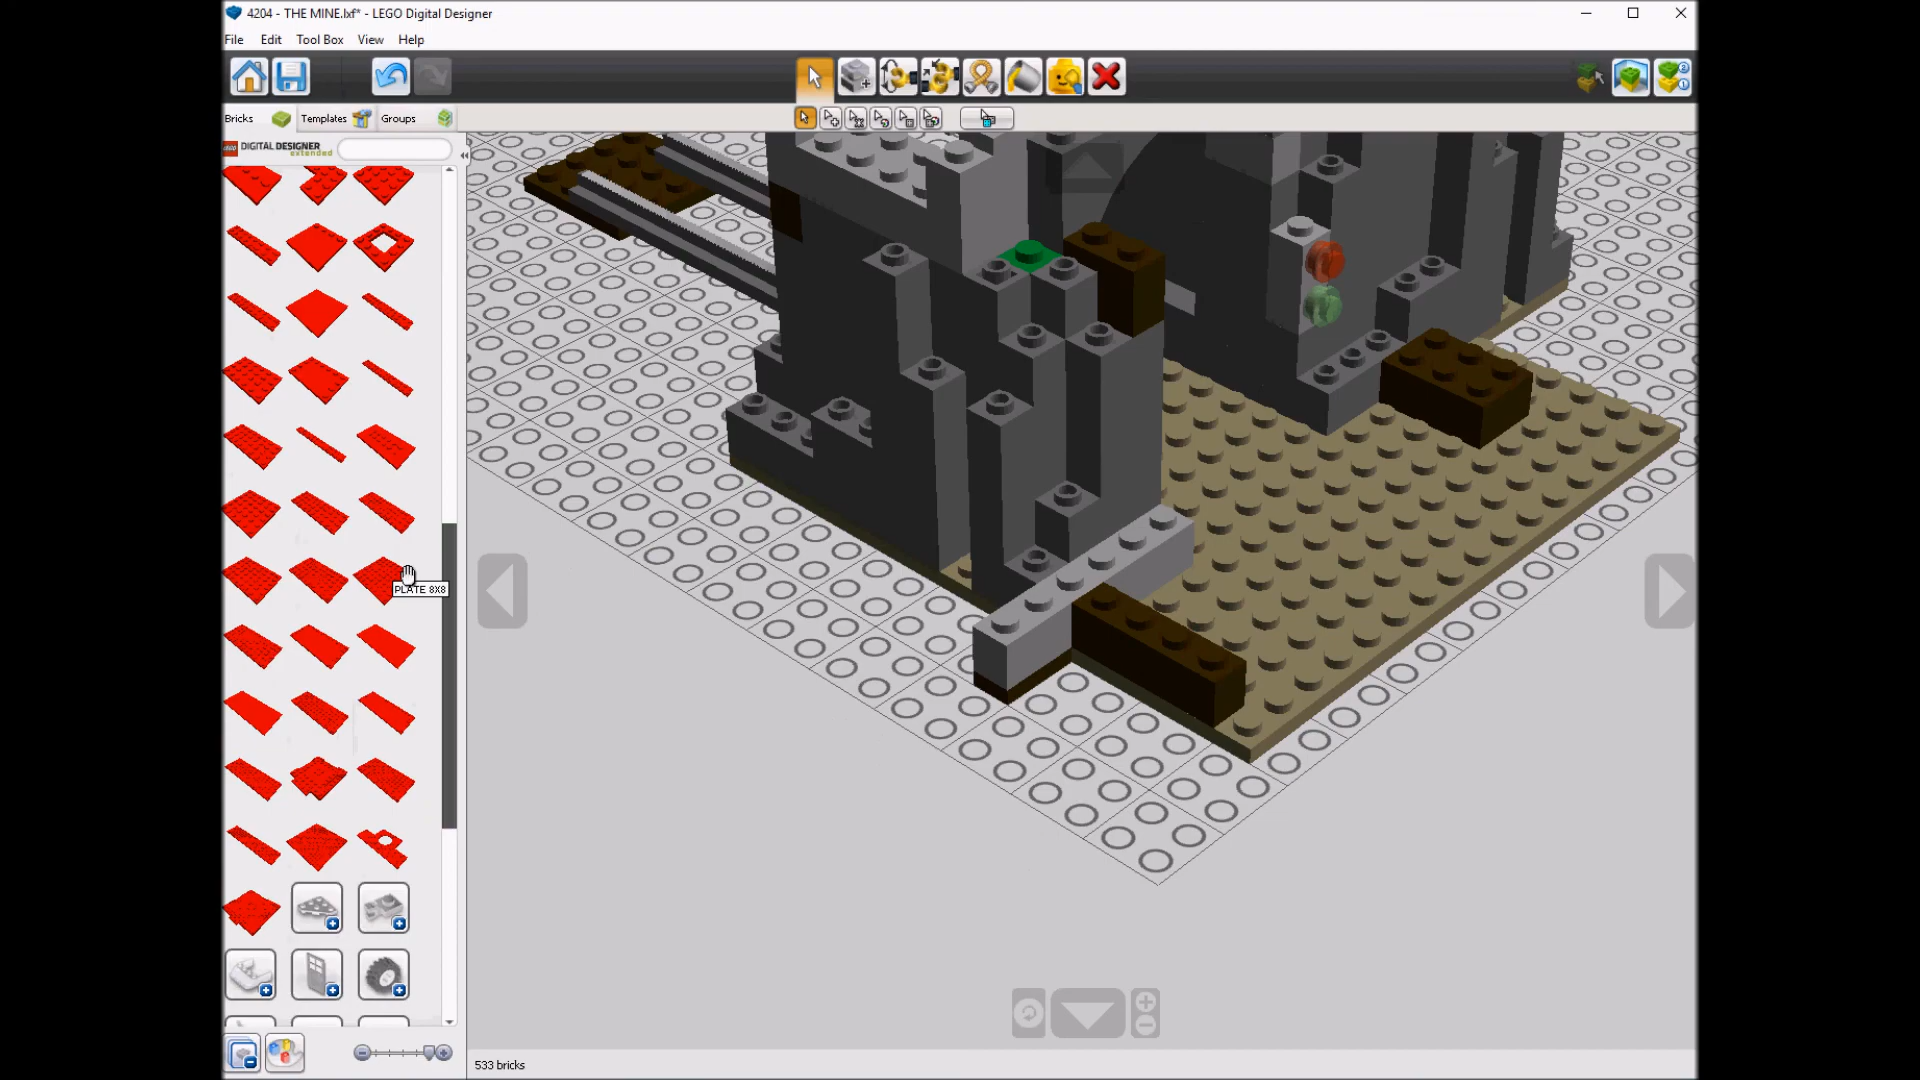 4204 - THE MINE.lxf* - LEGO Digital Designer
File Edit Tool Box View Help
Bricks Templates Groups
DIGITAL DESIGNER
extended
PLATE 8X8
533 bricks